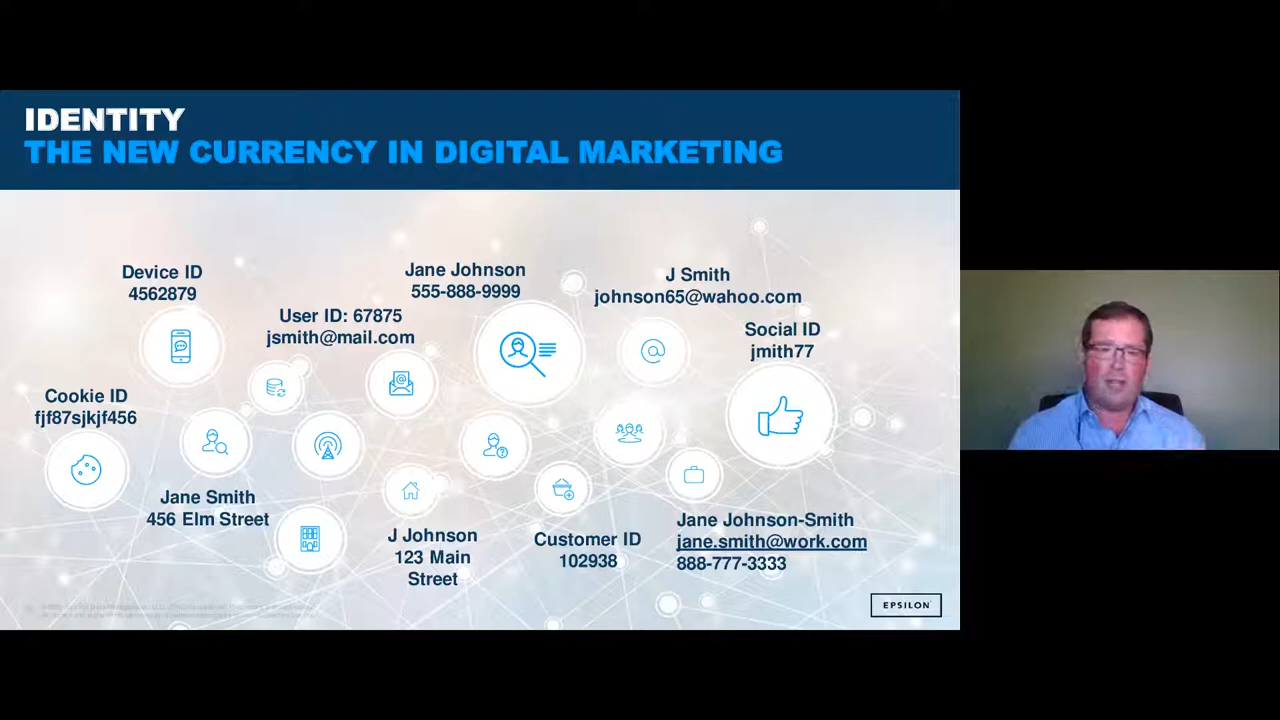 IDENTITY
THE NEW CURRENCY IN DIGITAL MARKETING
Device ID
4562879
User ID: 67875
jsmith@mail.com
Jane Johnson
555-888-9999
J Smith
johnson65@wahoo.com
Social ID
jmith77
Cookie ID
fjf87sjkjf456
Jane Smith
456 Elm Street
J Johnson
123 Main
Street
Customer ID
102938
Jane Johnson-Smith
jane.smith@work.com
888-777-3333
EPSILON